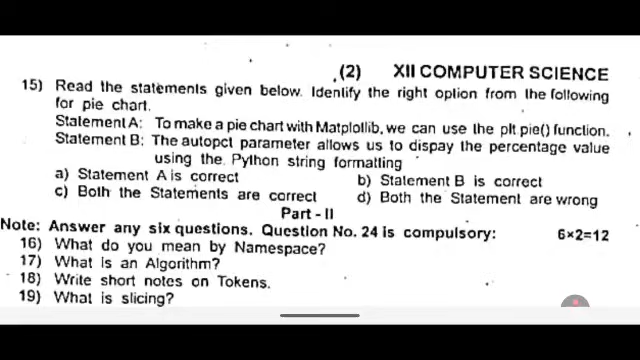 (2) XII COMPUTER SCIENCE
15) Read the statements given below. Identify the right option from the following
for pie chart.
Statement A: To make a pie chart with Matplotlib, we can use the plt pie() function.
Statement B: The autopct parameter allows us to dispay the percentage value
using the Python string formatting
a) Statement A is correct b) Statement B is correct
c) Both the Statements are correct d) Both the Statement are wrong
Part - II
Note: Answer any six questions. Question No. 24 is compulsory: 6×2=12
16) What do you mean by Namespace?
17) What is an Algorithm?
18) Write short notes on Tokens.
19) What is slicing?